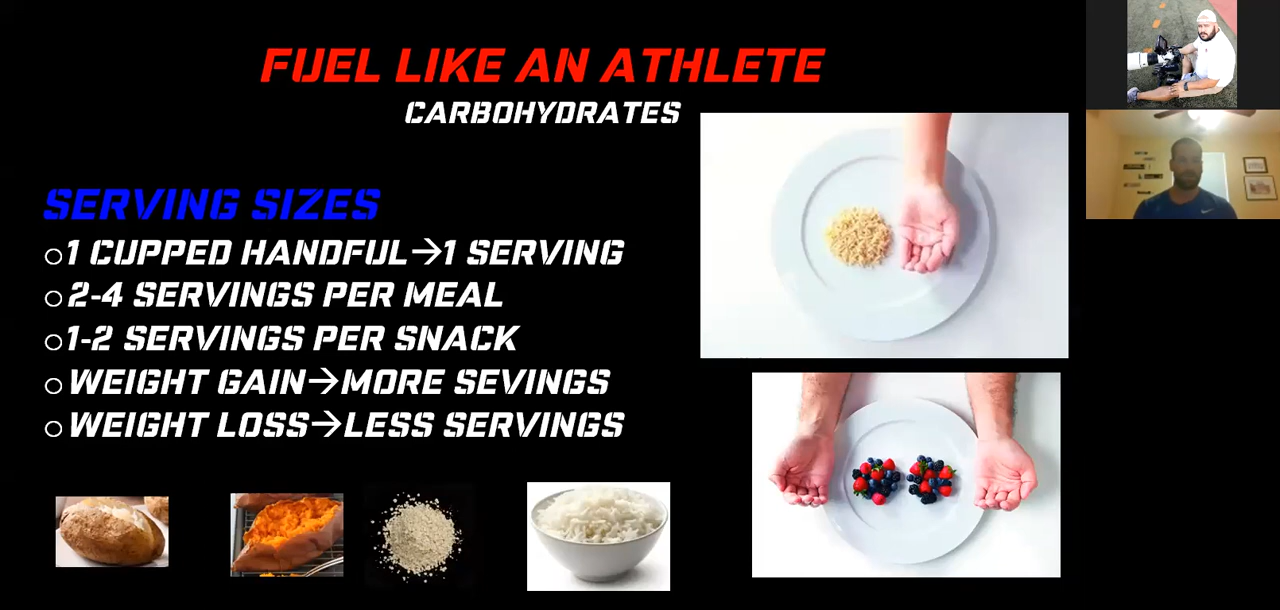 FUEL LIKE AN ATHLETE
CARBOHYDRATES
SERVING SIZES
○1 CUPPED HANDFUL→1 SERVING
○2-4 SERVINGS PER MEAL
○1-2 SERVINGS PER SNACK
○WEIGHT GAIN→MORE SEVINGS
○WEIGHT LOSS→LESS SERVINGS